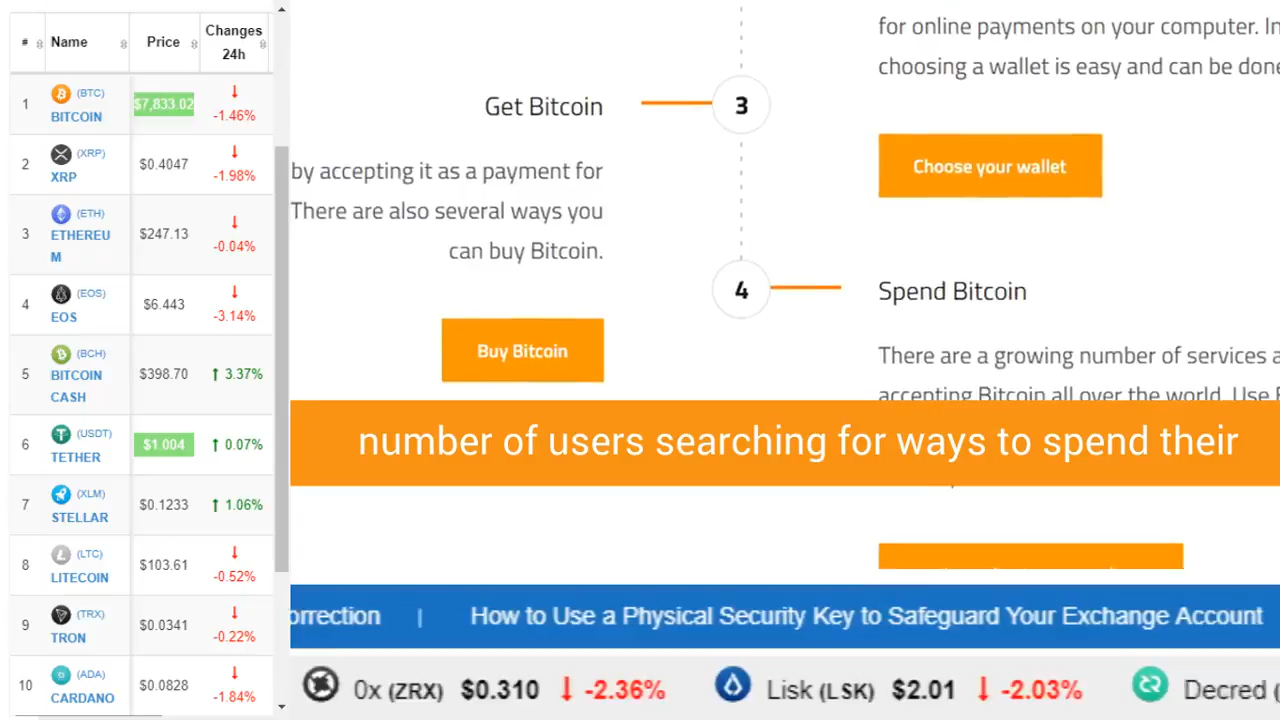 # Name Price Changes 24h
1 (BTC) BITCOIN $7,833.02 -1.46%
2 (XRP) XRP $0.4047 -1.98%
3 (ETH) ETHEREU M $247.13 -0.04%
4 (EOS) EOS $6.443 -3.14%
5 (BCH) BITCOIN CASH $398.70 3.37%
6 (USDT) TETHER $1.004 0.07%
7 (XLM) STELLAR $0.1233 1.06%
8 (LTC) LITECOIN $103.61 -0.52%
9 (TRX) TRON $0.0341 -0.22%
10 (ADA) CARDANO $0.0828 -1.84%
for online payments on your computer. In
choosing a wallet is easy and can be done
Choose your wallet
3
Get Bitcoin
by accepting it as a payment for
There are also several ways you
can buy Bitcoin.
Buy Bitcoin
4
Spend Bitcoin
There are a growing number of services a
accepting Bitcoin all over the world. Use
number of users searching for ways to spend their
orrection | How to Use a Physical Security Key to Safeguard Your Exchange Account
0x (ZRX) $0.310 -2.36% Lisk (LSK) $2.01 -2.03% Decred (